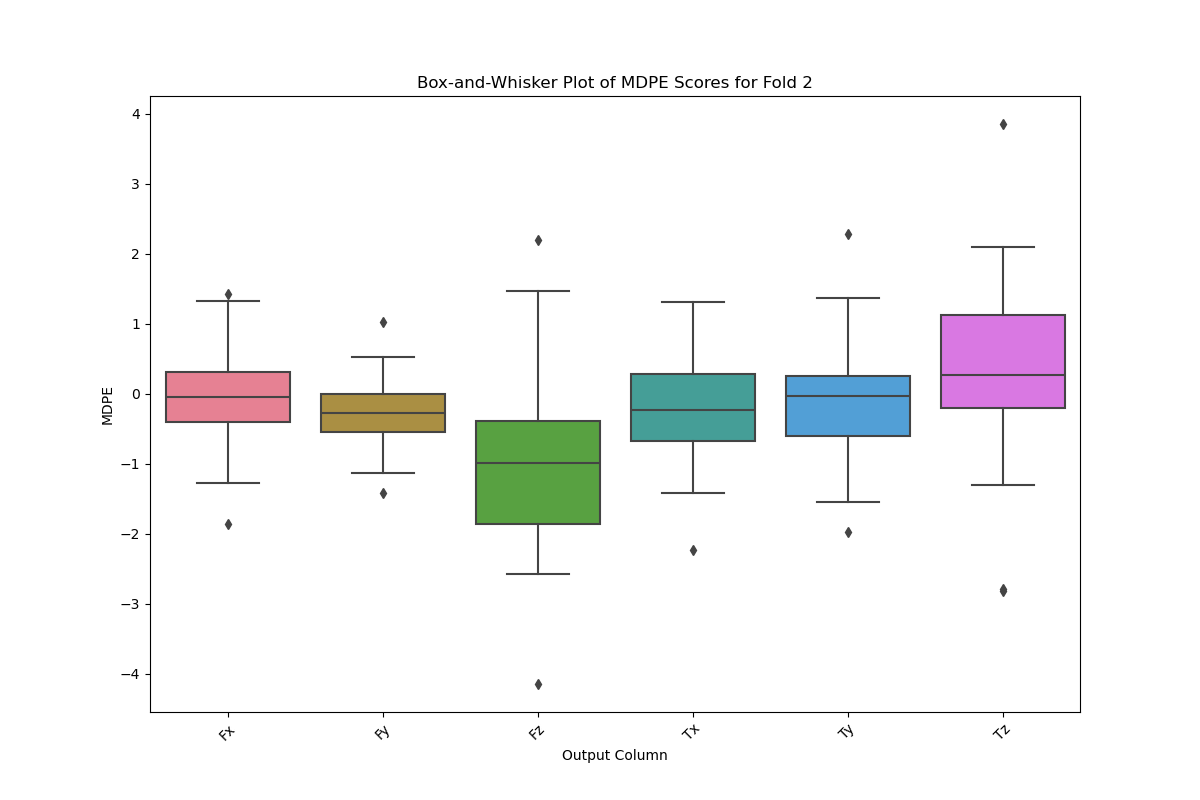 Box-and-Whisker Plot of MDPE Scores for Fold 2
4
3
2
1
0
−1
−2
−3
−4
MDPE
Fx
Fy
Fz
Tx
Ty
Tz
Output Column